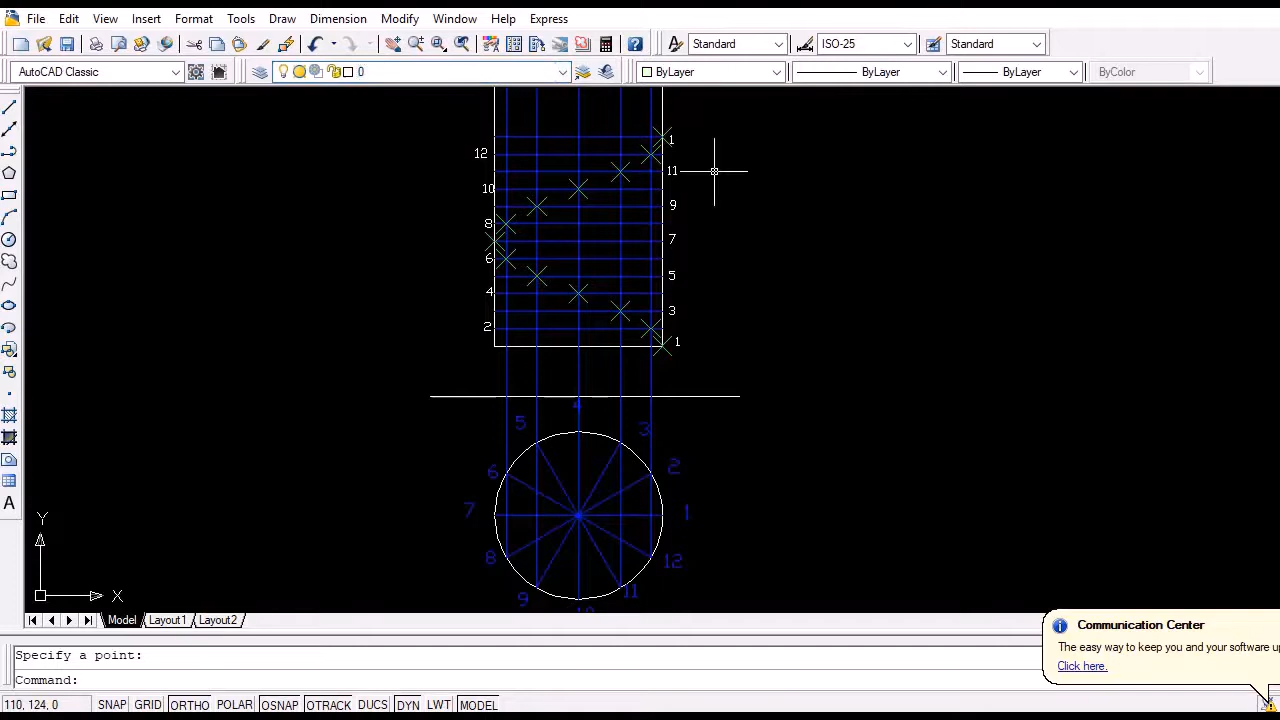 File Edit View Insert Format Tools Draw Dimension Modify Window Help Express
Standard ISO-25 Standard
AutoCAD Classic 0 ByLayer ByLayer ByLayer ByColor
1
12
11
10
9
8
7
6
5
4
3
2
1
4
5 3
6 2
7 1
8 12
9 11
10
Y
X
Model Layout1 Layout2
Communication Center
The easy way to keep you and your software up
Click here.
Specify a point:
Command:
110, 124, 0 SNAP GRID ORTHO POLAR OSNAP OTRACK DUCS DYN LWT MODEL